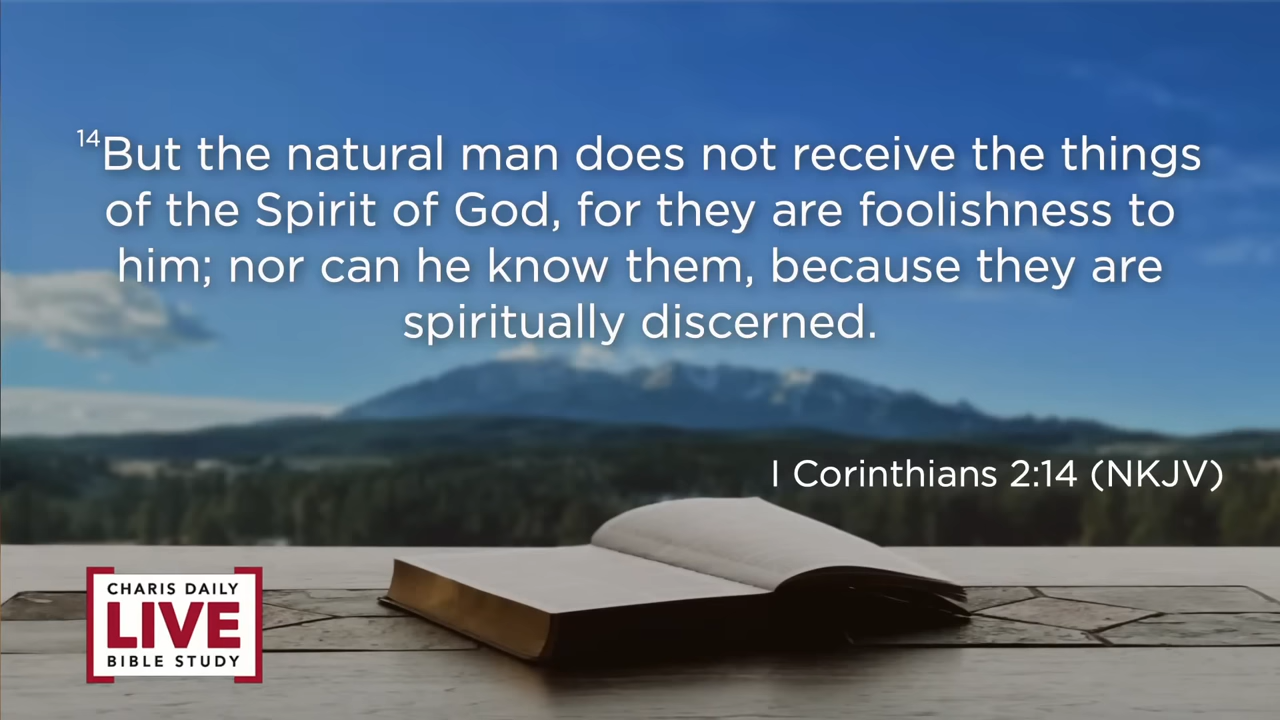 14But the natural man does not receive the things
of the Spirit of God, for they are foolishness to
him; nor can he know them, because they are
spiritually discerned.
I Corinthians 2:14 (NKJV)
CHARIS DAILY
LIVE
BIBLE STUDY